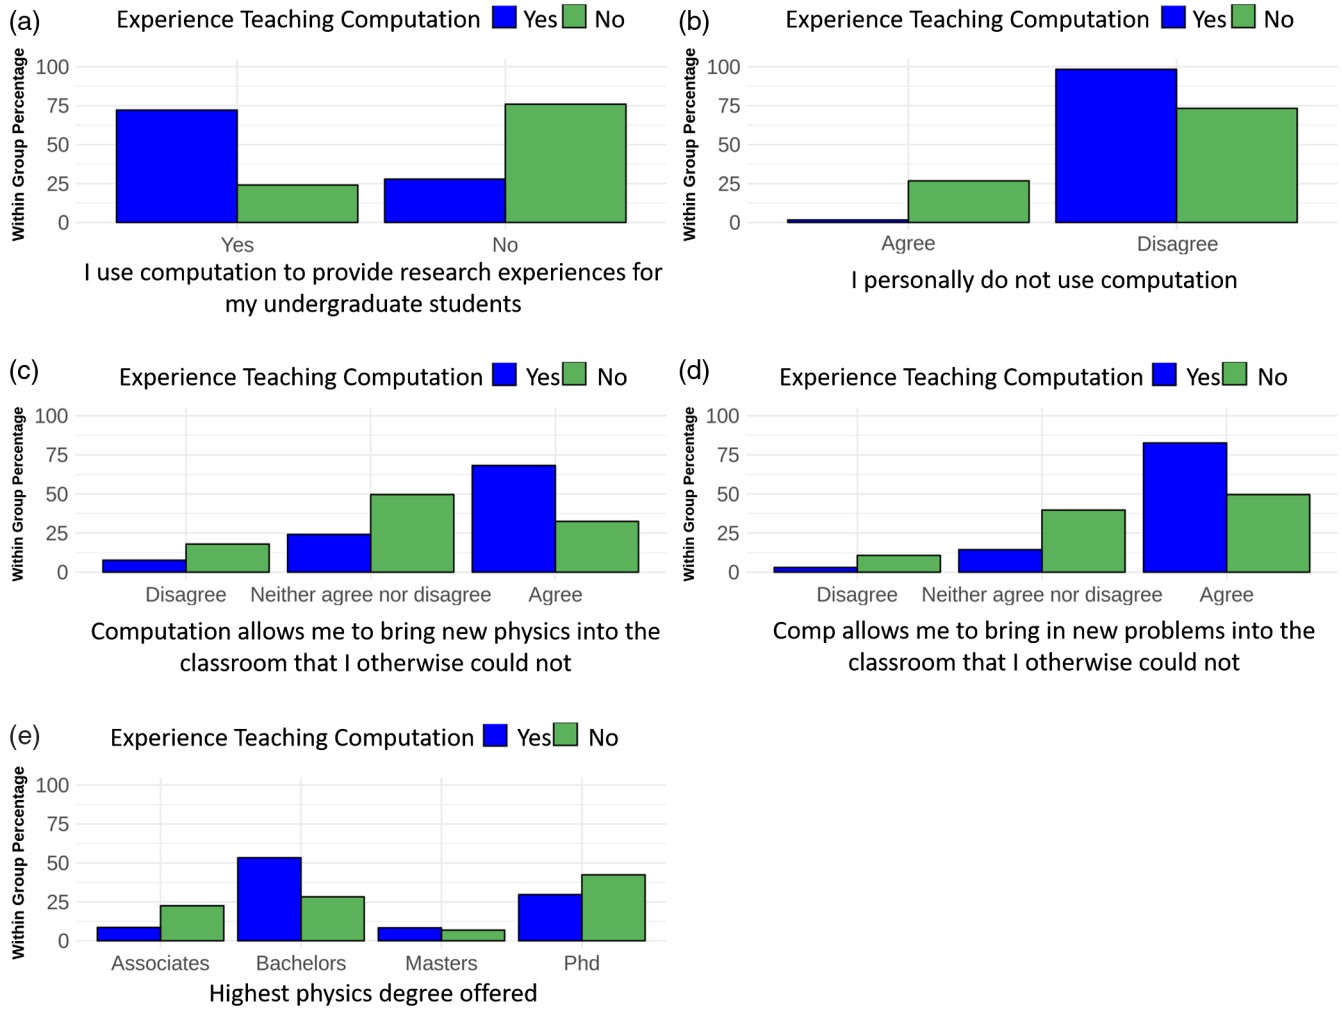 (a) Experience Teaching Computation Yes No
Within Group Percentage
100
75
50
25
0
Yes No
I use computation to provide research experiences for
my undergraduate students
(b) Experience Teaching Computation Yes No
Within Group Percentage
100
75
50
25
0
Agree Disagree
I personally do not use computation
(c) Experience Teaching Computation Yes No
Within Group Percentage
100
75
50
25
0
Disagree Neither agree nor disagree Agree
Computation allows me to bring new physics into the
classroom that I otherwise could not
(d) Experience Teaching Computation Yes No
Within Group Percentage
100
75
50
25
0
Disagree Neither agree nor disagree Agree
Comp allows me to bring in new problems into the
classroom that I otherwise could not
(e) Experience Teaching Computation Yes No
Within Group Percentage
100
75
50
25
0
Associates Bachelors Masters Phd
Highest physics degree offered